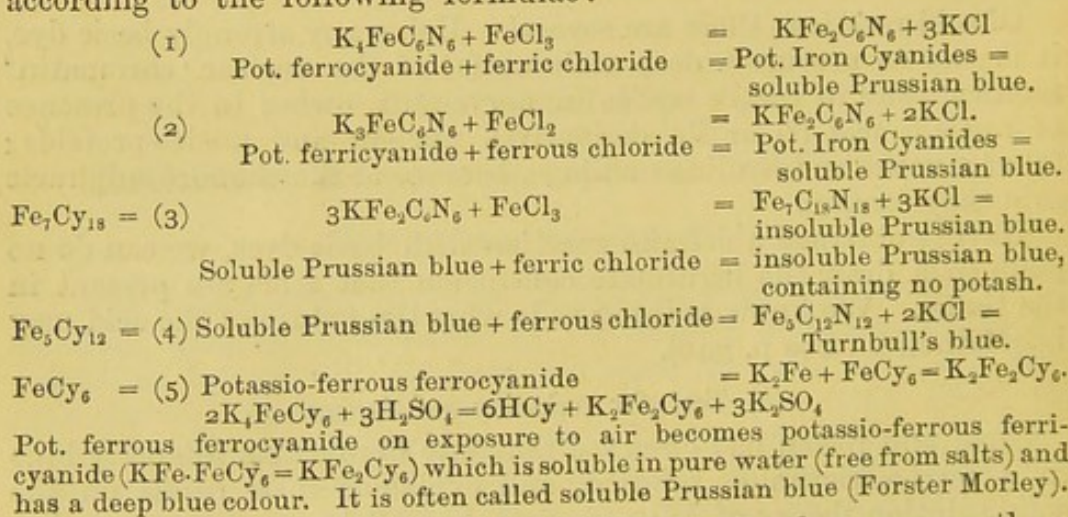 according to the following formulae:
(1) K₄FeC₆N₆ + FeCl₃ = KFe₂C₆N₆ + 3KCl
Pot. ferrocyanide + ferric chloride = Pot. Iron Cyanides =
soluble Prussian blue.
(2) K₃FeC₆N₆ + FeCl₂ = KFe₂C₆N₆ + 2KCl.
Pot. ferricyanide + ferrous chloride = Pot. Iron Cyanides =
soluble Prussian blue.
Fe₇Cy₁₈ = (3) 3KFe₂C₆N₆ + FeCl₃ = Fe₇C₁₈N₁₈ + 3KCl =
insoluble Prussian blue.
Soluble Prussian blue + ferric chloride = insoluble Prussian blue,
containing no potash.
Fe₅Cy₁₂ = (4) Soluble Prussian blue + ferrous chloride = Fe₅C₁₂N₁₂ + 2KCl =
Turnbull's blue.
FeCy₆ = (5) Potassio-ferrous ferrocyanide = K₂Fe + FeCy₆ = K₂Fe₂Cy₆.
2K₄FeCy₆ + 3H₂SO₄ = 6HCy + K₂Fe₂Cy₆ + 3K₂SO₄
Pot. ferrous ferrocyanide on exposure to air becomes potassio-ferrous ferri-
cyanide (KFe·FeCy₆ = KFe₂Cy₆) which is soluble in pure water (free from salts) and
has a deep blue colour. It is often called soluble Prussian blue (Forster Morley).